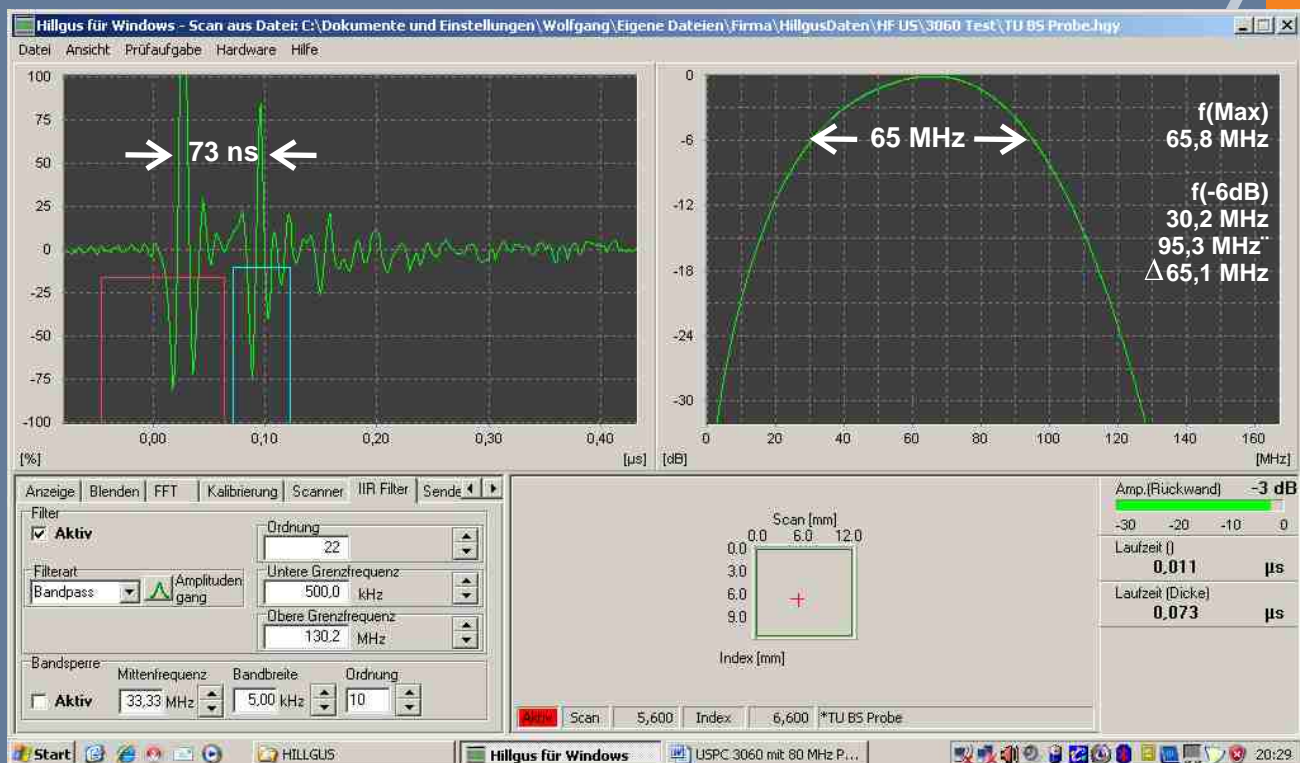 Hillgus für Windows - Scan aus Datei: C:\Dokumente und Einstellungen\Wolfgang\Eigene Dateien\Firma\HillgusDaten\HF US\3060 Test\TU BS Probe.hgy
Datei Ansicht Prüfaufgabe Hardware Hilfe
100
75
50
25
0
-25
-50
-75
-100
73 ns
0,00 0,10 0,20 0,30 0,40
[%] [µs]
0
-6
-12
-18
-24
-30
65 MHz
f(Max)
65,8 MHz
f(-6dB)
30,2 MHz
95,3 MHz¨
Δ65,1 MHz
0 20 40 60 80 100 120 140 160
[dB] [MHz]
Anzeige Blenden FFT Kalibrierung Scanner IIR Filter Sende
Filter
Aktiv
Ordnung
22
Filterart
Bandpass
Amplituden
gang
Untere Grenzfrequenz
500,0 kHz
Obere Grenzfrequenz
130,2 MHz
Bandsperre
Mittenfrequenz Bandbreite Ordnung
Aktiv 33,33 MHz 5,00 kHz 10
Scan [mm]
0.0 6.0 12.0
0.0
3.0
6.0
9.0
Index [mm]
Aktiv Scan 5,600 Index 6,600 *TU BS Probe
Amp.(Rückwand) -3 dB
-30 -20 -10 0
Laufzeit ()
0,011 µs
Laufzeit (Dicke)
0,073 µs
Start HILLGUS Hillgus für Windows USPC 3060 mit 80 MHz P... 20:29